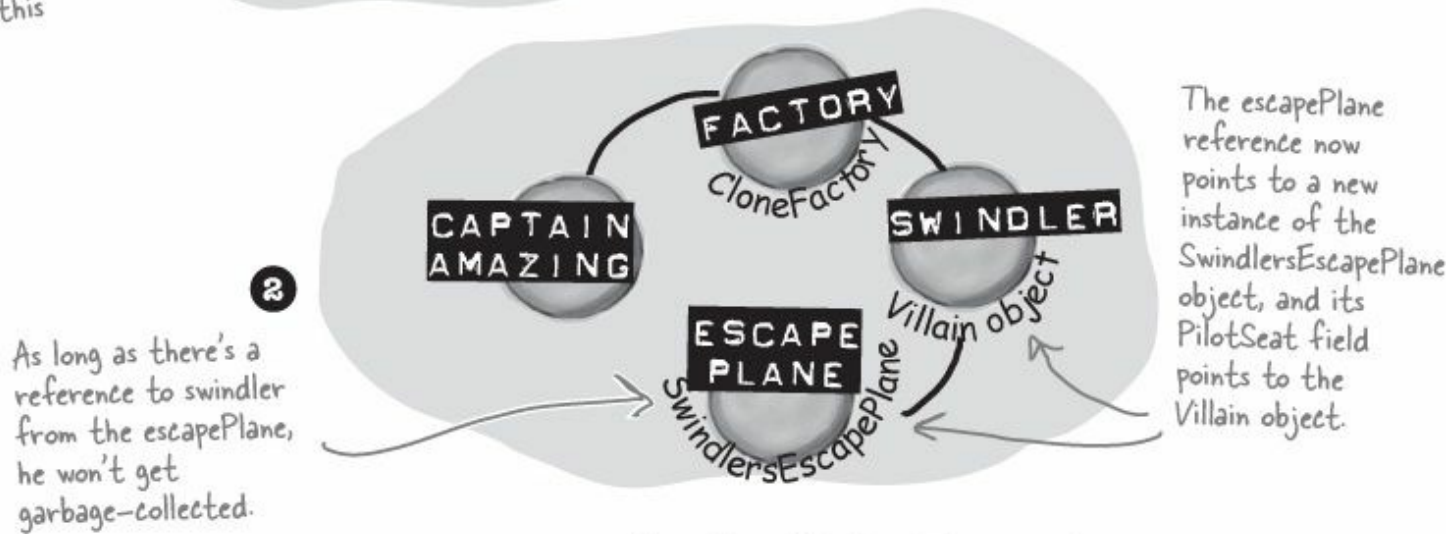 this
FACTORY
CloneFactory
CAPTAIN
AMAZING
SWINDLER
Villain object
ESCAPE
PLANE
SwindlersEscapePlane
2
As long as there's a
reference to swindler
from the escapePlane,
he won't get
garbage-collected.
The escapePlane
reference now
points to a new
instance of the
SwindlersEscapePlane
object, and its
PilotSeat field
points to the
Villain object.